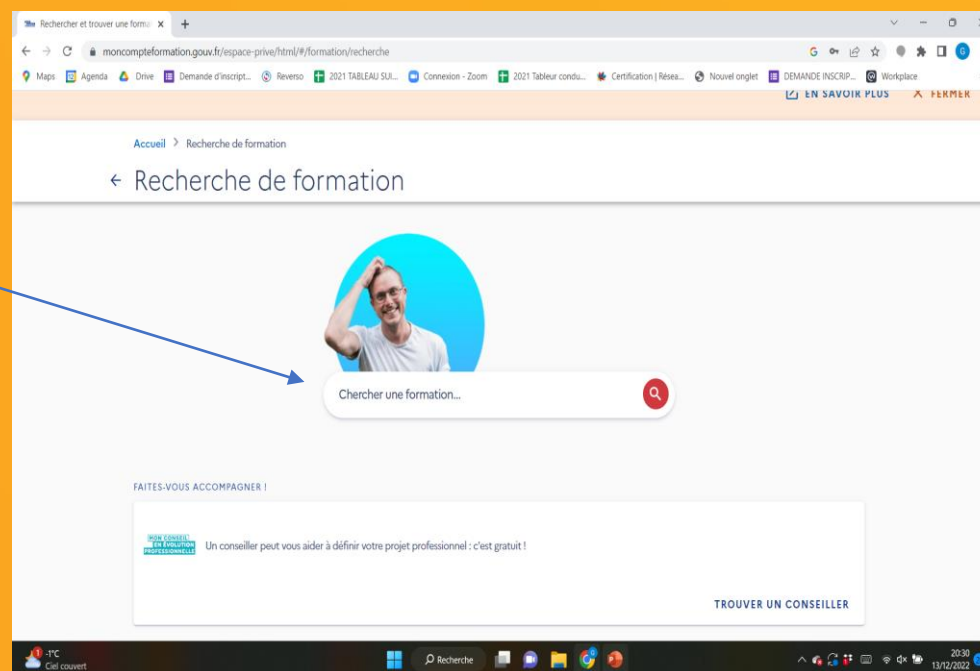 Rechercher et trouver une forma
moncompteformation.gouv.fr/espace-prive/html/#/formation/recherche
G
Maps Agenda Drive Demande d'inscript... Reverso 2021 TABLEAU SUI... Connexion - Zoom 2021 Tableur condu... Certification | Résea... Nouvel onglet DEMANDE INSCRIP... Workplace
EN SAVOIR PLUS X FERMER
Accueil > Recherche de formation
← Recherche de formation
Chercher une formation...
FAITES-VOUS ACCOMPAGNER !
MON CONSEIL
EN ÉVOLUTION
PROFESSIONNELLE
Un conseiller peut vous aider à définir votre projet professionnel : c'est gratuit !
TROUVER UN CONSEILLER
1
-1°C
Ciel couvert
Recherche
20:30
13/12/2022